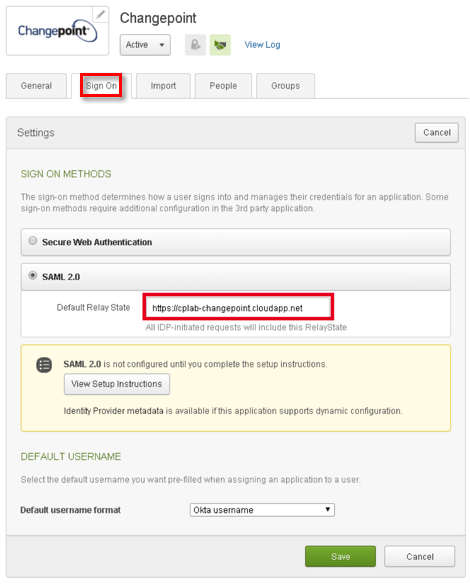 Changepoint
Changepoint
Active
View Log
General
Sign On
Import
People
Groups
Settings
Cancel
SIGN ON METHODS
The sign-on method determines how a user signs into and manages their credentials for an application. Some
sign-on methods require additional configuration in the 3rd party application.
Secure Web Authentication
SAML 2.0
Default Relay State
https://cplab-changepoint.cloudapp.net
All IDP-initiated requests will include this RelayState
SAML 2.0 is not configured until you complete the setup instructions.
View Setup Instructions
Identity Provider metadata is available if this application supports dynamic configuration.
DEFAULT USERNAME
Select the default username you want pre-filled when assigning an application to a user.
Default username format
Okta username
Save
Cancel